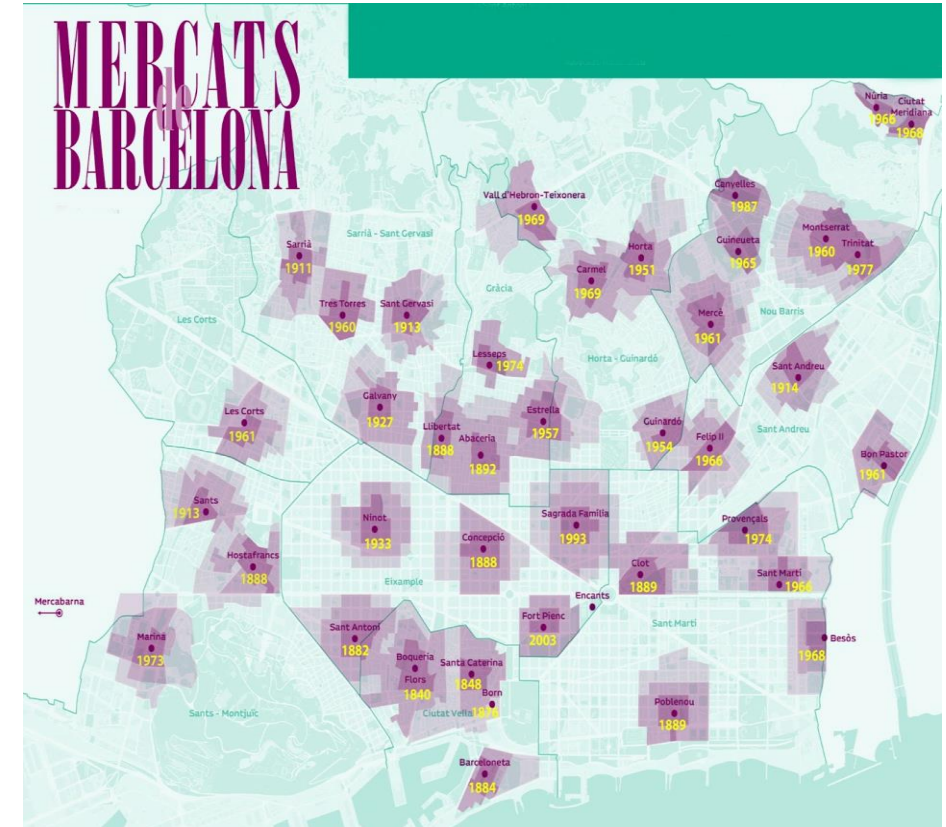 MERCATS
de
BARCELONA
Núria
1966
Ciutat
Meridiana
1968
Canyelles
1987
Vall d'Hebron-Teixonera
1969
Montserrat
1960
Trinitat
1977
Guineueta
1965
Horta
1951
Carmel
1969
Sarrià
1911
Sarrià - Sant Gervasi
Tres Torres
1960
Sant Gervasi
1913
Gràcia
Les Corts
Mercè
1961
Nou Barris
Lesseps
1974
Horta - Guinardó
Sant Andreu
1914
Galvany
1927
Les Corts
1961
Llibertat
1888
Abaceria
1892
Estrella
1957
Guinardó
1954
Felip II
1966
Sant Andreu
Bon Pastor
1961
Sants
1913
Ninot
1933
Concepció
1888
Sagrada Família
1993
Provençals
1974
Hostafrancs
1888
Eixample
Clot
1889
Sant Martí
1966
Mercabarna
Encants
Fort Pienc
2003
Sant Martí
Besòs
1968
Marina
1973
Sant Antoni
1882
Boqueria
Flors
1840
Santa Caterina
1848
Born
1876
Ciutat Vella
Sants - Montjuïc
Poblenou
1889
Barceloneta
1884